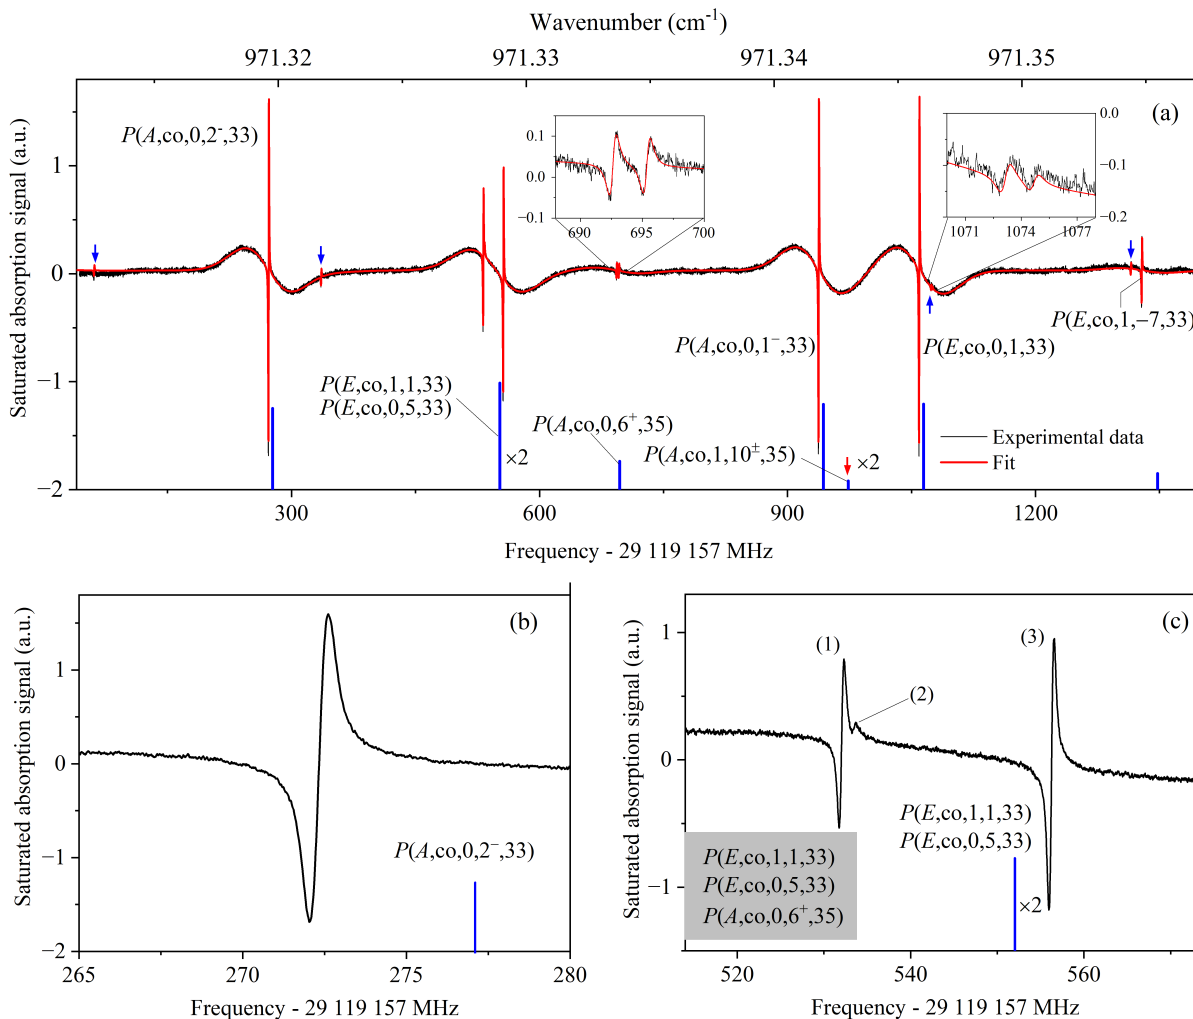 Wavenumber (cm⁻¹)
971.32 971.33 971.34 971.35
(a)
Saturated absorption signal (a.u.)
1
0
−1
−2
P(A,co,0,2⁻,33)
0.1
0.0
−0.1
690 695 700
0.0
−0.1
−0.2
1071 1074 1077
P(E,co,1,−7,33)
P(A,co,0,1⁻,33)
P(E,co,0,1,33)
P(E,co,1,1,33)
P(E,co,0,5,33)
×2
P(A,co,0,6⁺,35)
P(A,co,1,10±,35)
×2
Experimental data
Fit
300 600 900 1200
Frequency - 29 119 157 MHz
(b)
Saturated absorption signal (a.u.)
1
0
−1
−2
P(A,co,0,2⁻,33)
265 270 275 280
Frequency - 29 119 157 MHz
(c)
Saturated absorption signal (a.u.)
1
0
−1
(1)
(2)
(3)
P(E,co,1,1,33)
P(E,co,0,5,33)
×2
P(E,co,1,1,33)
P(E,co,0,5,33)
P(A,co,0,6⁺,35)
520 540 560
Frequency - 29 119 157 MHz